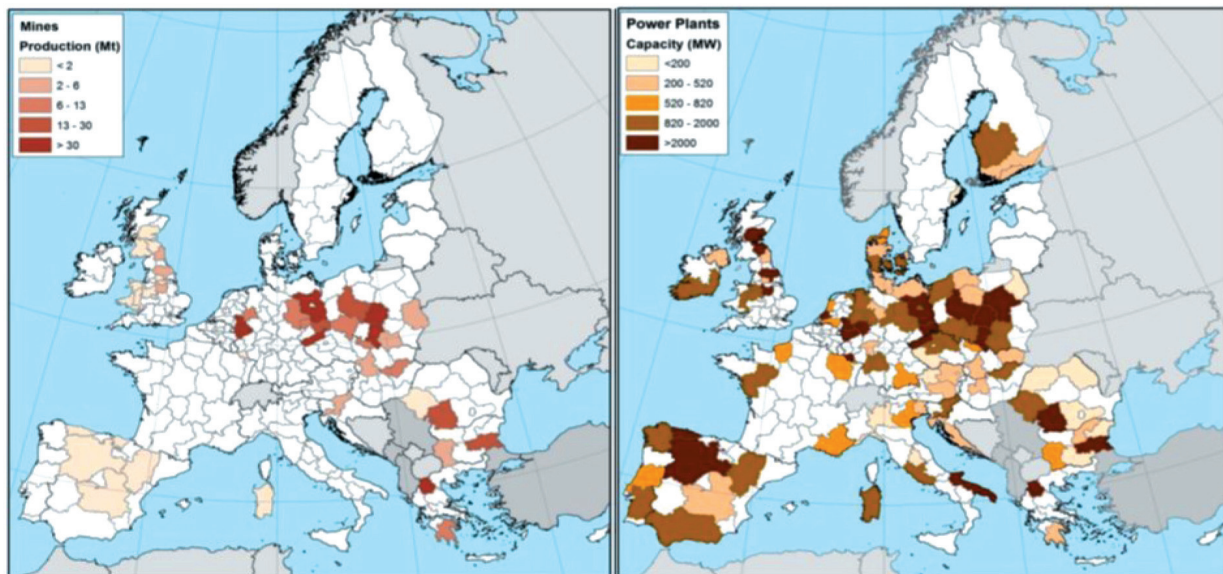 Mines
Production (Mt)
< 2
2 - 6
6 - 13
13 - 30
> 30
Power Plants
Capacity (MW)
<200
200 - 520
520 - 820
820 - 2000
>2000